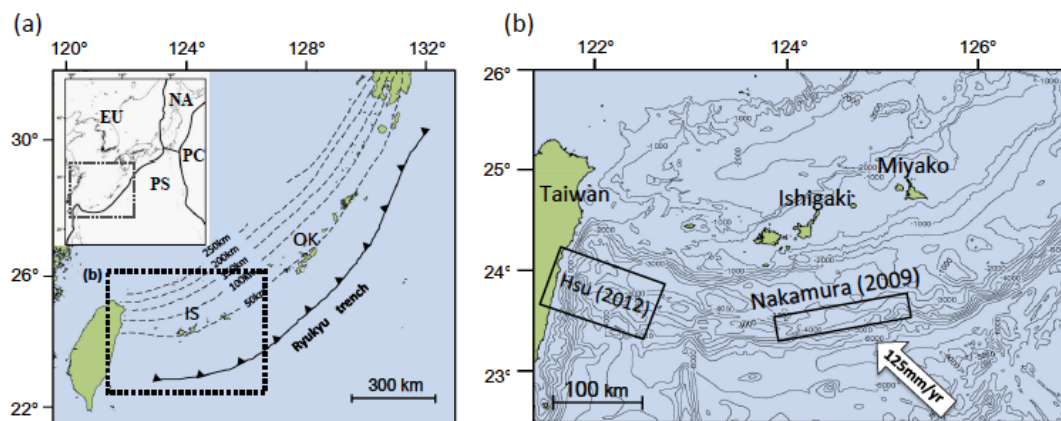 (a)
120° 124° 128° 132°
30°
26°
22°
NA
EU
PC
PS
250km
200km
100km
50km
OK
(b)
IS
Ryukyu trench
300 km
(b)
122° 124° 126°
26°
25°
24°
23°
Taiwan
Ishigaki
Miyako
Hsu (2012)
Nakamura (2009)
125mm/yr
100 km